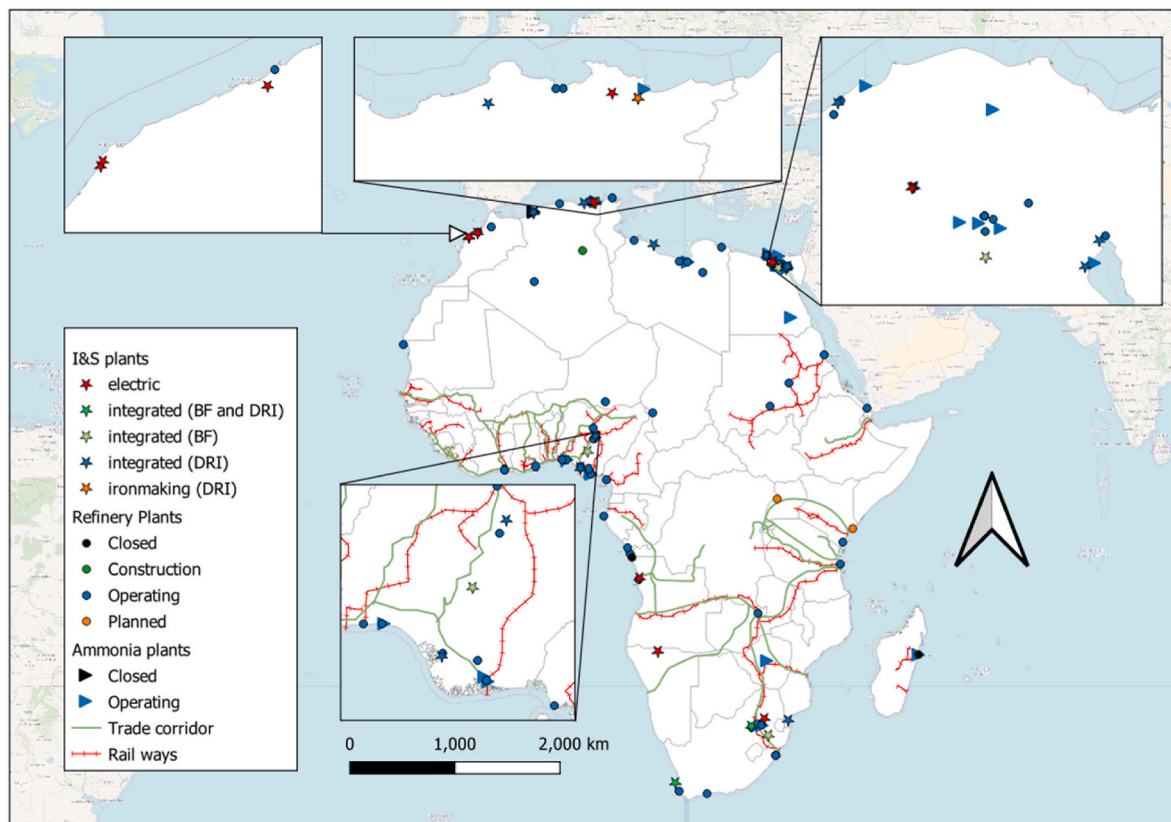 I&S plants
electric
integrated (BF and DRI)
integrated (BF)
integrated (DRI)
ironmaking (DRI)
Refinery Plants
Closed
Construction
Operating
Planned
Ammonia plants
Closed
Operating
Trade corridor
Rail ways
0 1,000 2,000 km